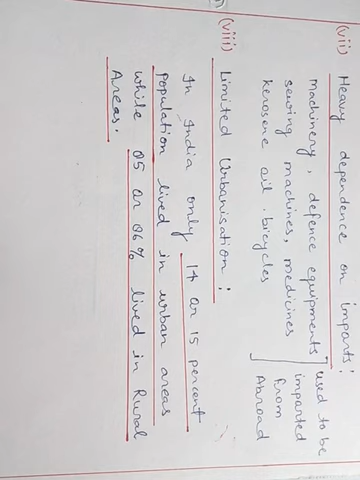 (vii) Heavy dependence on imports:
machinery, defence equipments
sewing machines, medicines
kerosene oil, bicycles
used to be
imported
from
Abroad
(viii) Limited Urbanisation:
In India only 14 or 15 percent
population lived in urban areas
while 85 or 86% lived in Rural
Areas.